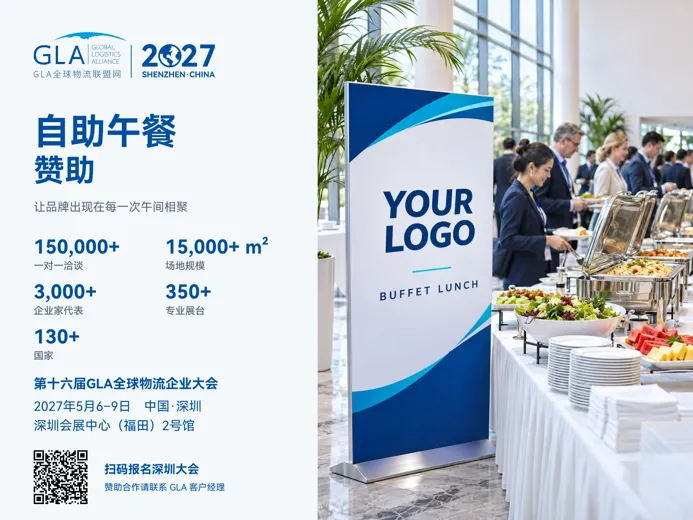 GLA GLOBAL LOGISTICS ALLIANCE
GLA全球物流联盟网
2027
SHENZHEN·CHINA
自助午餐
赞助
让品牌出现在每一次午间相聚
150,000+
一对一洽谈
15,000+ m²
场地规模
3,000+
企业家代表
350+
专业展台
130+
国家
第十六届GLA全球物流企业大会
2027年5月6–9日 中国·深圳
深圳会展中心（福田）2号馆
扫码报名深圳大会
赞助合作请联系 GLA 客户经理
YOUR
LOGO
BUFFET LUNCH